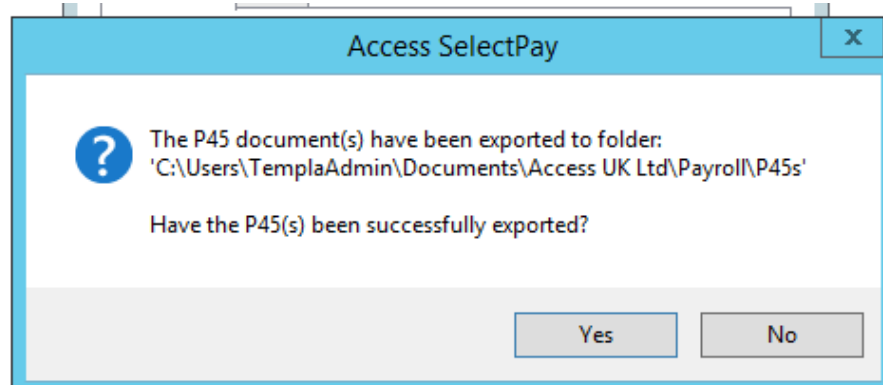 Access SelectPay
x
?
The P45 document(s) have been exported to folder:
'C:\Users\TemplaAdmin\Documents\Access UK Ltd\Payroll\P45s'
Have the P45(s) been successfully exported?
Yes
No